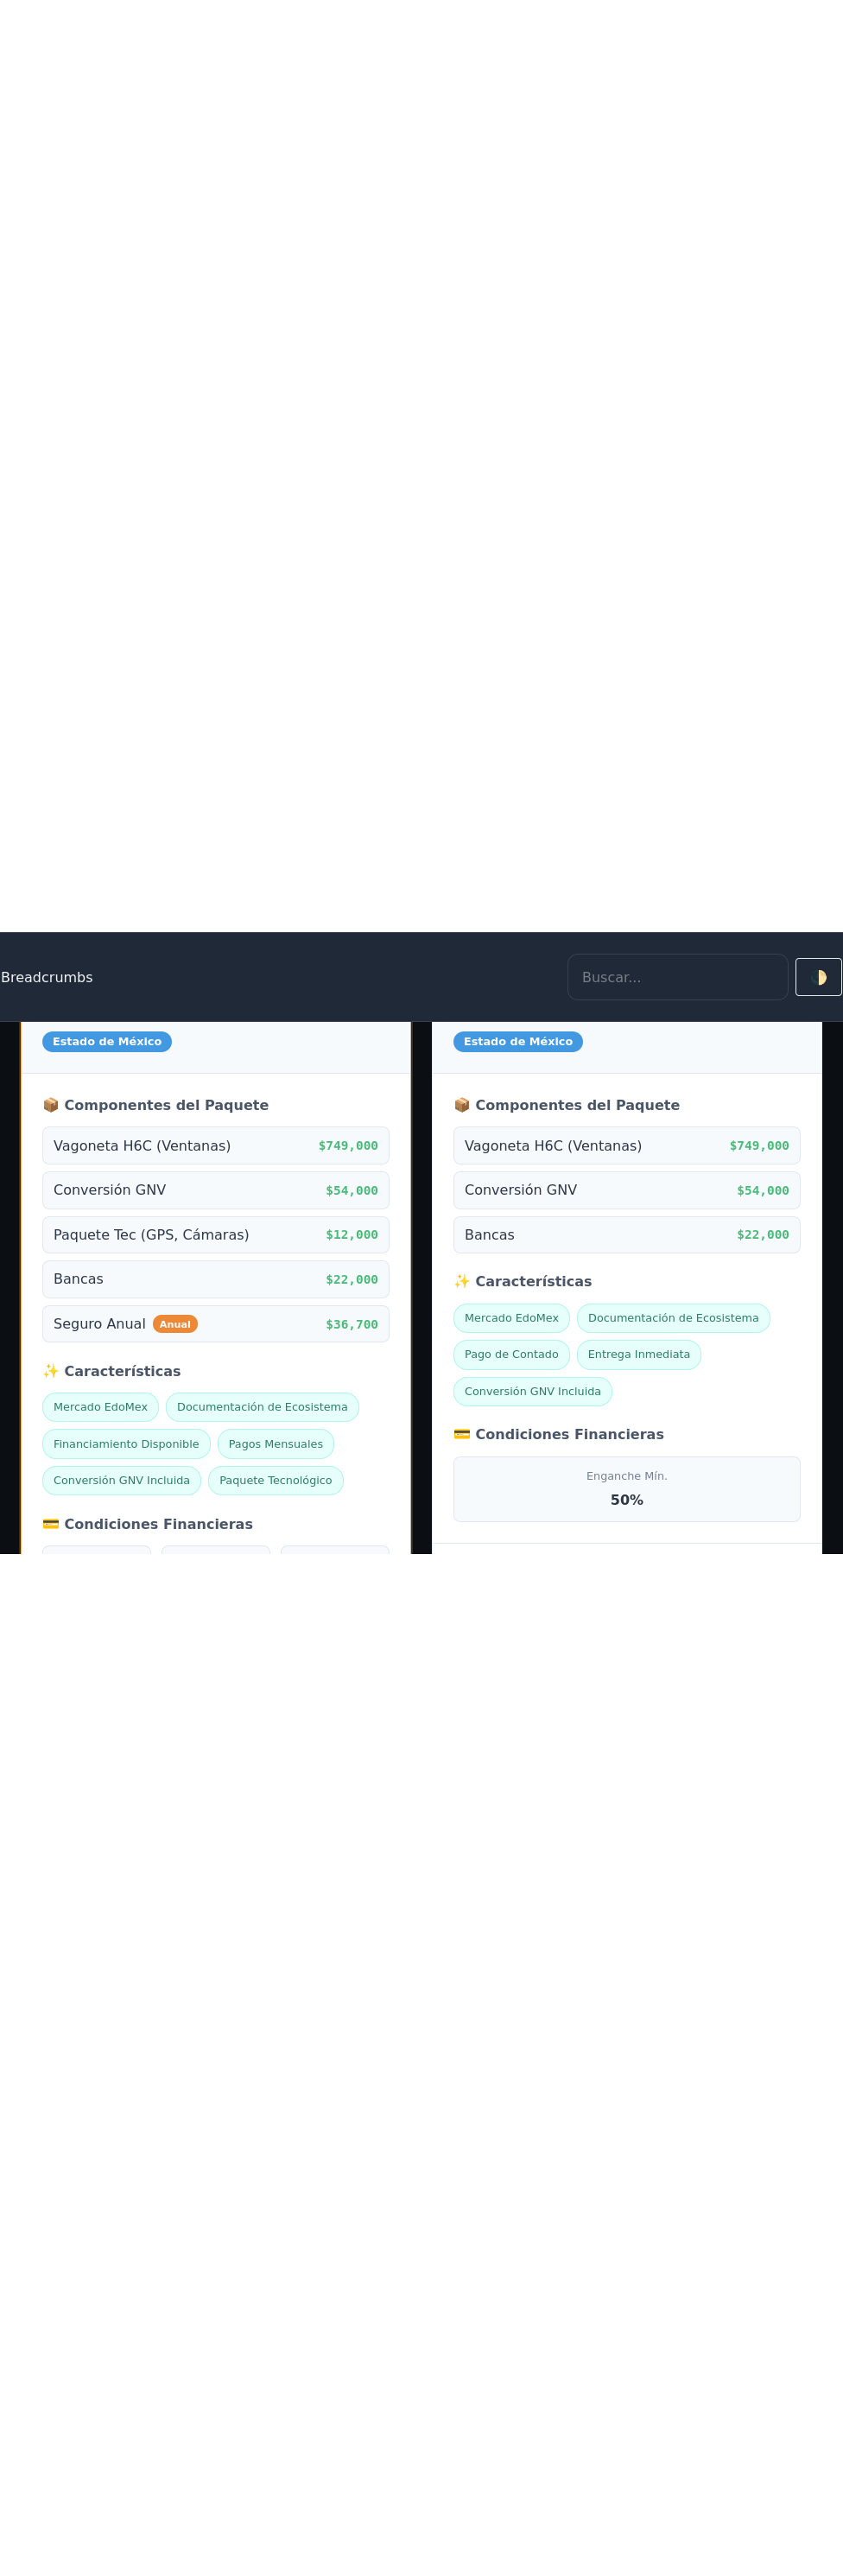 Breadcrumbs
Buscar...
Estado de México
📦 Componentes del Paquete
Vagoneta H6C (Ventanas) $749,000
Conversión GNV $54,000
Paquete Tec (GPS, Cámaras) $12,000
Bancas $22,000
Seguro Anual Anual $36,700
✨ Características
Mercado EdoMex Documentación de Ecosistema
Financiamiento Disponible Pagos Mensuales
Conversión GNV Incluida Paquete Tecnológico
💳 Condiciones Financieras
Estado de México
📦 Componentes del Paquete
Vagoneta H6C (Ventanas) $749,000
Conversión GNV $54,000
Bancas $22,000
✨ Características
Mercado EdoMex Documentación de Ecosistema
Pago de Contado Entrega Inmediata
Conversión GNV Incluida
💳 Condiciones Financieras
Enganche Mín.
50%